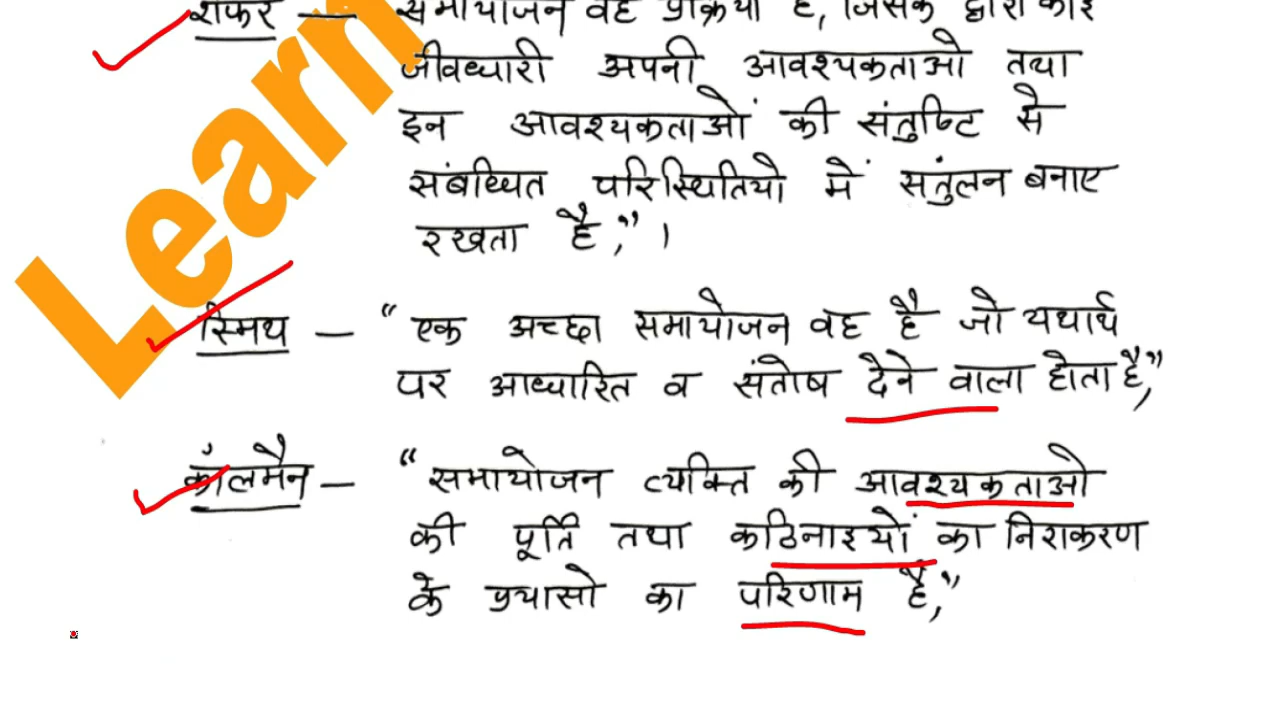 शफर — समायोजन वह प्रक्रिया है, जिसके द्वारा कोई
जीवधारी अपनी आवश्यकताओ तथा
इन आवश्यकताओं की संतुष्टि से
संबंधित परिस्थितियो में संतुलन बनाए
रखता है,”।
स्मिथ — “एक अच्छा समायोजन वह है जो यथार्थ
पर आधारित व संतोष देने वाला होता है,”
कॉलमैन — “समायोजन व्यक्ति की आवश्यकताओ
की पूर्ति तथा कठिनाइयों का निराकरण
के प्रयासो का परिणाम है,”
Learn